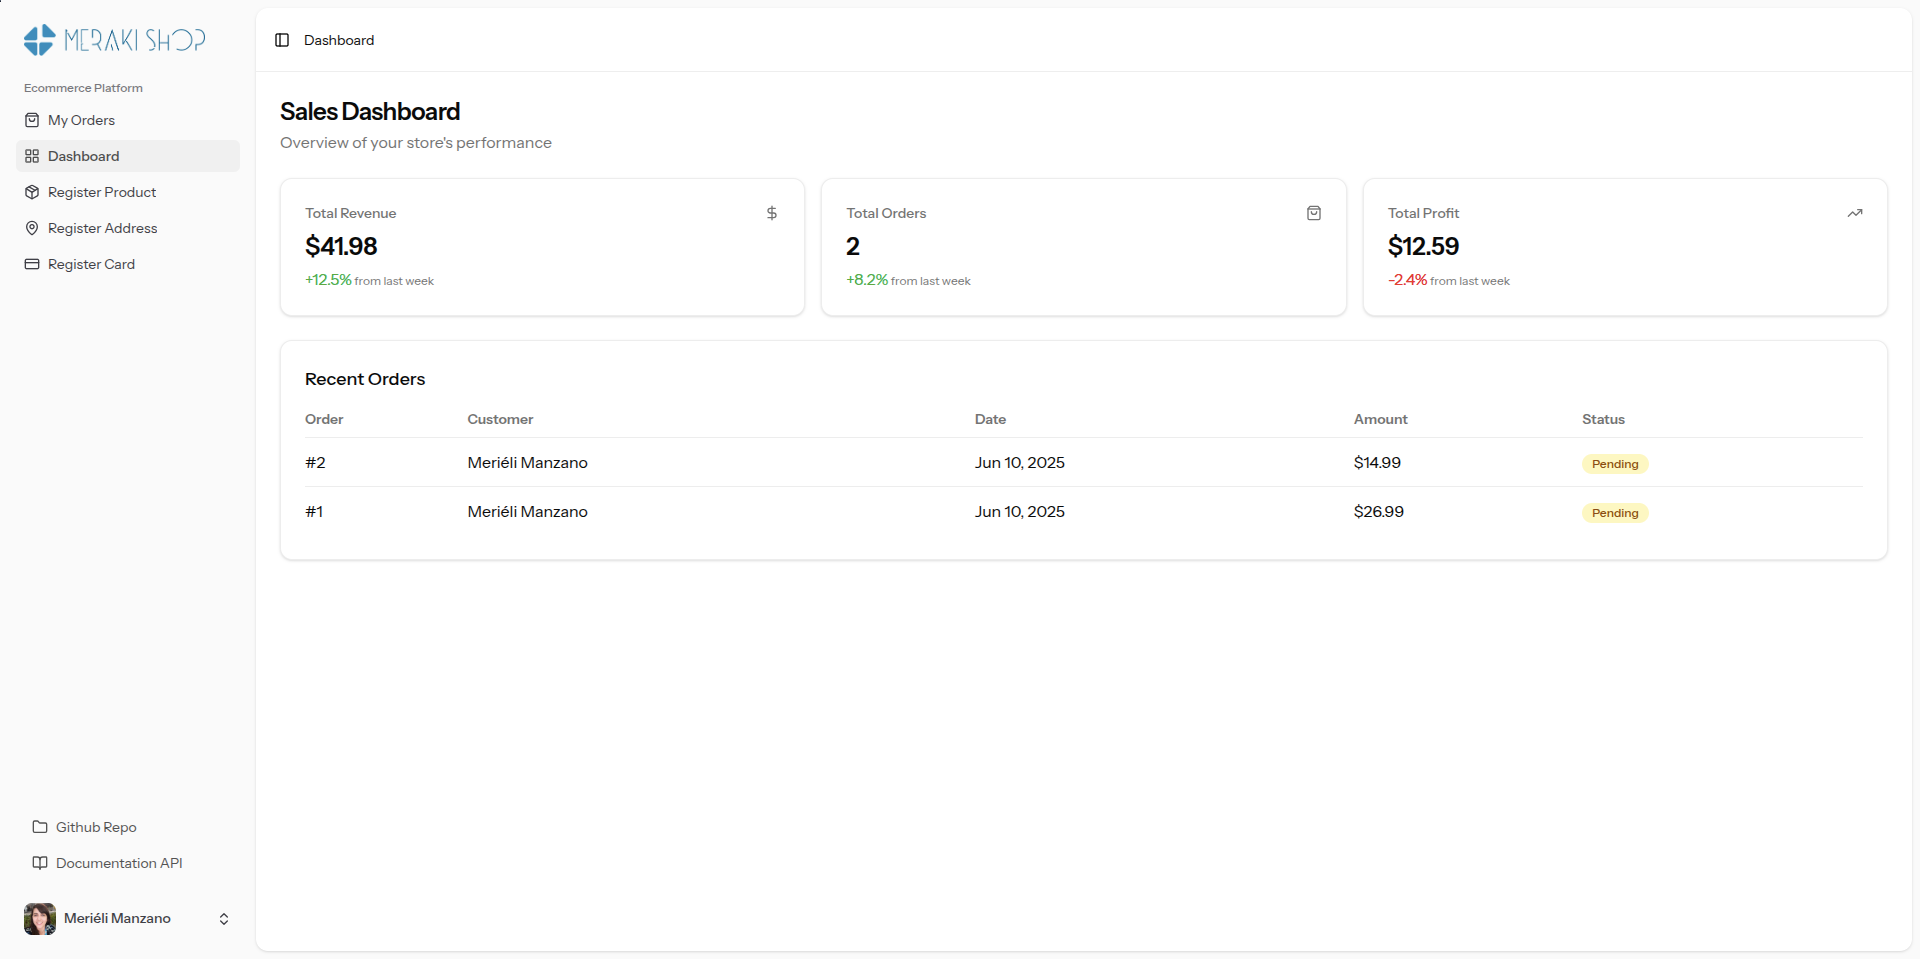 MERAKI SHOP
Ecommerce Platform
My Orders
Dashboard
Register Product
Register Address
Register Card
Github Repo
Documentation API
Meriéli Manzano
Dashboard
Sales Dashboard
Overview of your store's performance
Total Revenue
$
$41.98
+12.5% from last week
Total Orders
2
+8.2% from last week
Total Profit
$12.59
-2.4% from last week
Recent Orders
Order Customer Date Amount Status
#2 Meriéli Manzano Jun 10, 2025 $14.99 Pending
#1 Meriéli Manzano Jun 10, 2025 $26.99 Pending